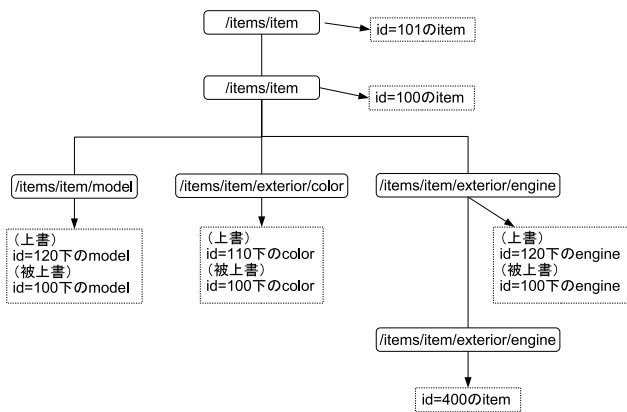 /items/item
id=101のitem
/items/item
id=100のitem
/items/item/model
/items/item/exterior/color
/items/item/exterior/engine
（上書）
id=120下のmodel
（被上書）
id=100下のmodel
（上書）
id=110下のcolor
（被上書）
id=100下のcolor
（上書）
id=120下のengine
（被上書）
id=100下のengine
/items/item/exterior/engine
id=400のitem